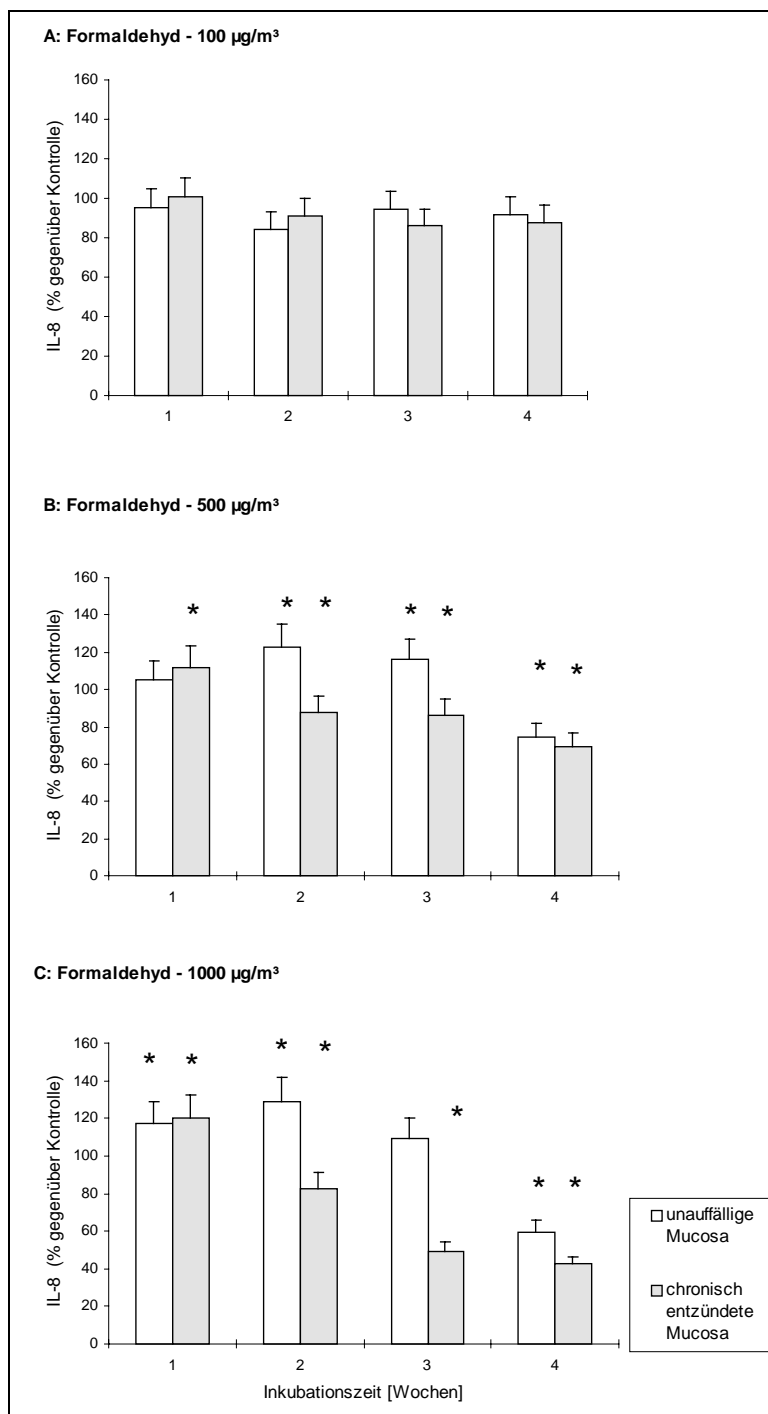 A: Formaldehyd - 100 µg/m³
160
140
120
100
80
60
40
20
0
IL-8 (% gegenüber Kontrolle)
1 2 3 4
B: Formaldehyd - 500 µg/m³
160
140
120
100
80
60
40
20
0
IL-8 (% gegenüber Kontrolle)
* * * * * * *
1 2 3 4
C: Formaldehyd - 1000 µg/m³
160
140
120
100
80
60
40
20
0
IL-8 (% gegenüber Kontrolle)
* * * * * * *
1 2 3 4
Inkubationszeit [Wochen]
unauffällige
Mucosa
chronisch
entzündete
Mucosa